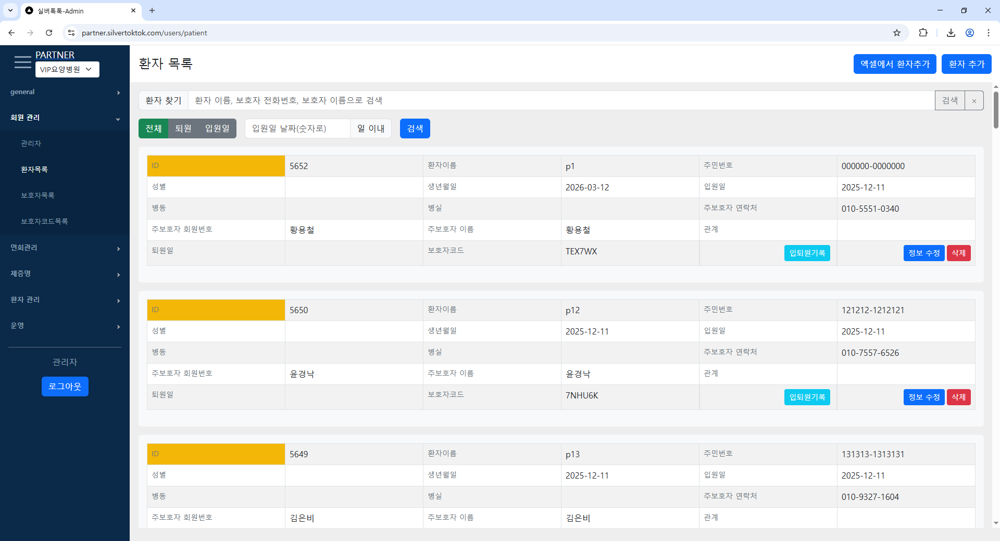 실버톡톡-Admin
partner.silvertoktok.com/users/patient
PARTNER
VIP요양병원
general
회원 관리
관리자
환자목록
보호자목록
보호자코드목록
면회관리
제증명
환자 관리
운영
관리자
로그아웃
환자 목록
엑셀에서 환자추가
환자 추가
환자 찾기 환자 이름, 보호자 전화번호, 보호자 이름으로 검색 검색 ×
전체 퇴원 입원일 입원일 날짜(숫자로) 일 이내 검색
ID 5652 환자이름 p1 주민번호 000000-0000000
성별 생년월일 2026-03-12 입원일 2025-12-11
병동 병실 주보호자 연락처 010-5551-0340
주보호자 회원번호 황용철 주보호자 이름 황용철 관계
퇴원일 보호자코드 TEX7WX 입퇴원기록 정보 수정 삭제
ID 5650 환자이름 p12 주민번호 121212-1212121
성별 생년월일 2025-12-11 입원일 2025-12-11
병동 병실 주보호자 연락처 010-7557-6526
주보호자 회원번호 윤경낙 주보호자 이름 윤경낙 관계
퇴원일 보호자코드 7NHU6K 입퇴원기록 정보 수정 삭제
ID 5649 환자이름 p13 주민번호 131313-1313131
성별 생년월일 2025-12-11 입원일 2025-12-11
병동 병실 주보호자 연락처 010-9327-1604
주보호자 회원번호 김은비 주보호자 이름 김은비 관계